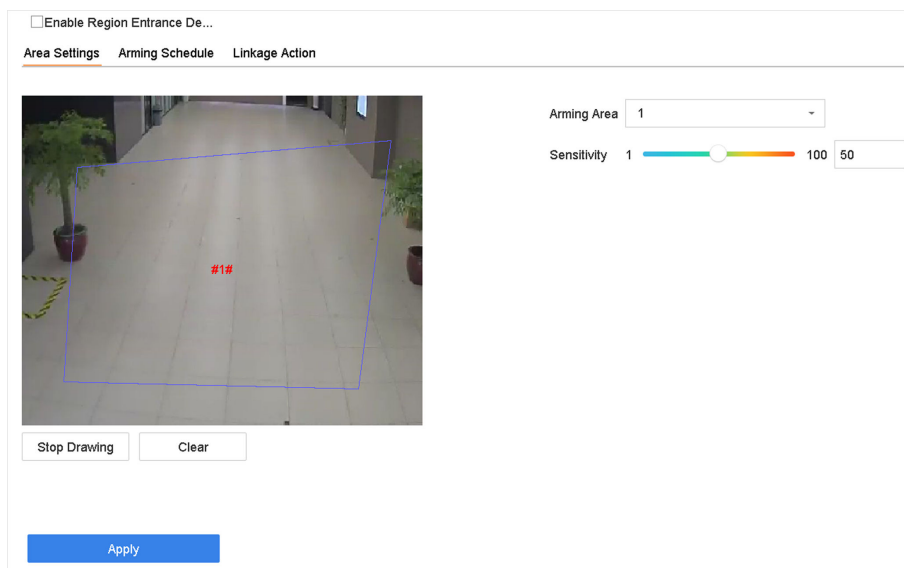 Enable Region Entrance De...
Area Settings Arming Schedule Linkage Action
Arming Area 1
Sensitivity 1 100 50
#1#
Stop Drawing Clear
Apply